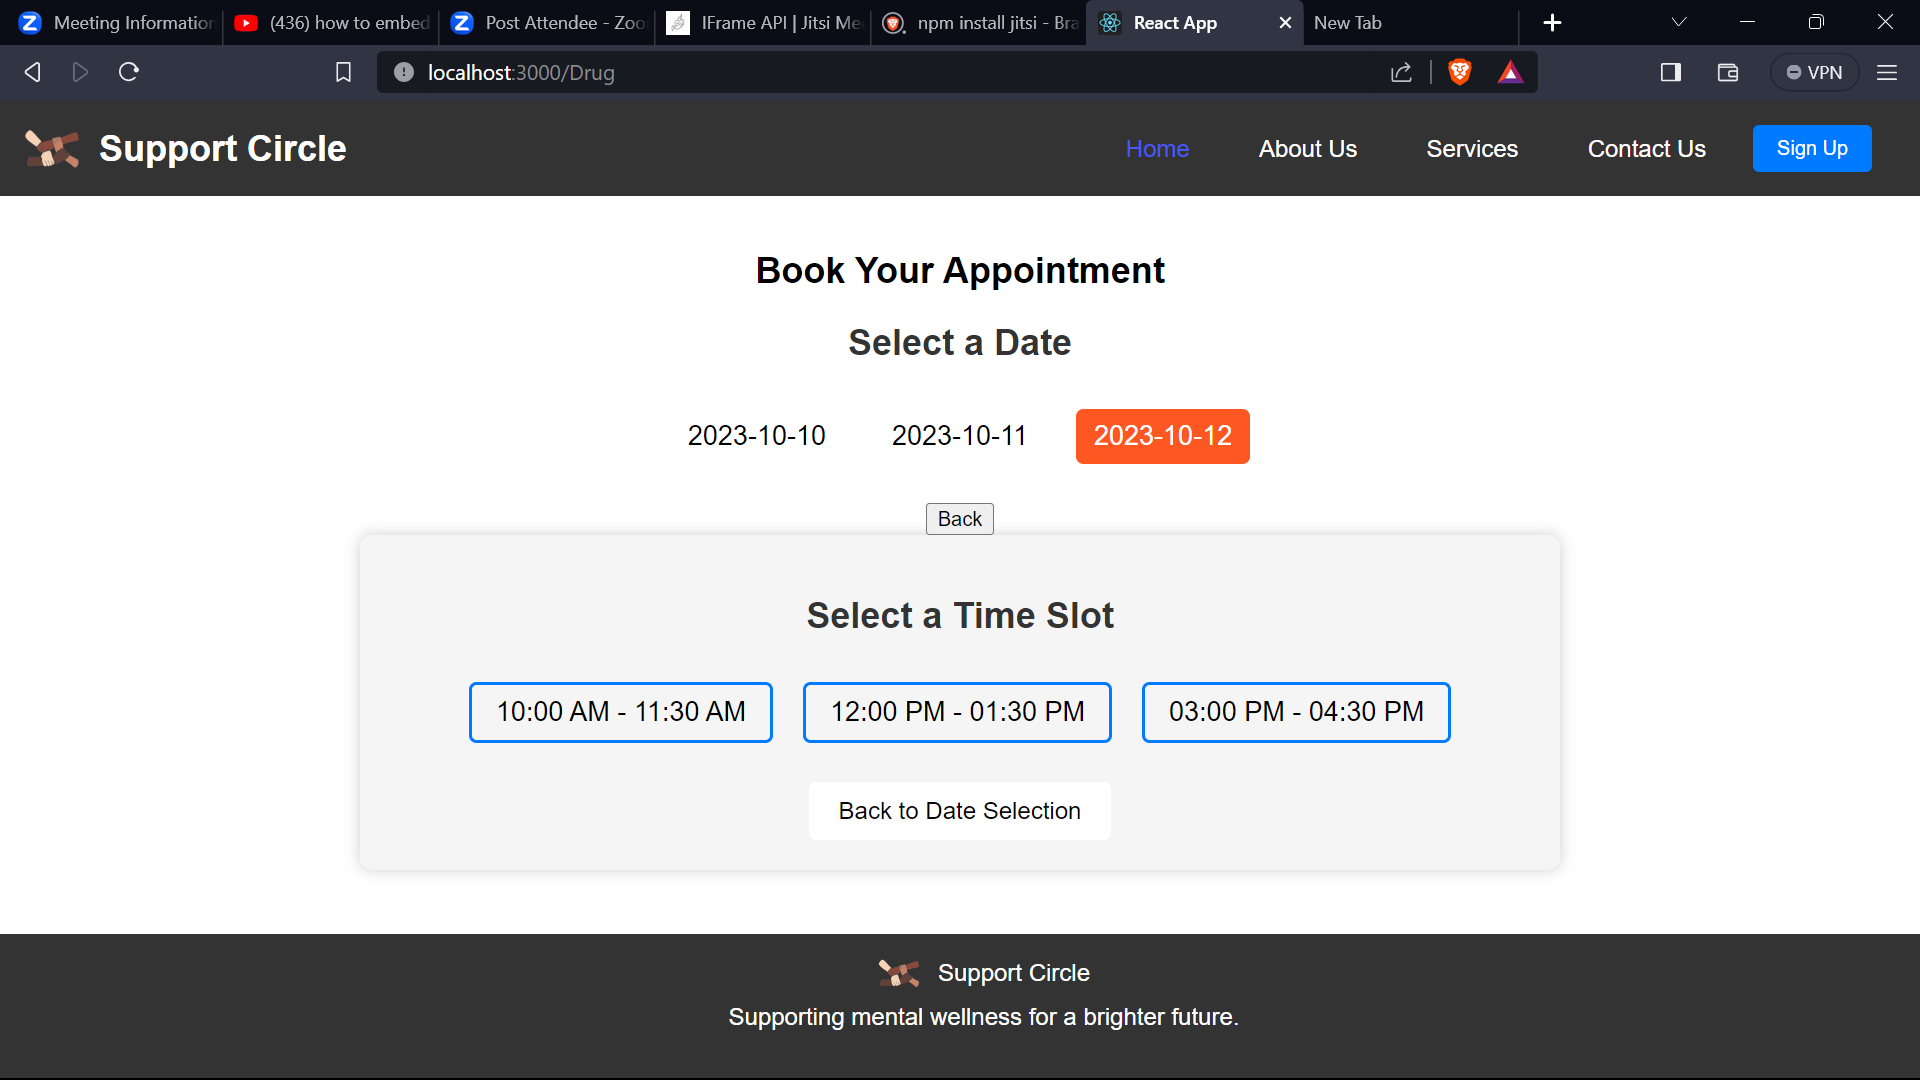 Meeting Information
(436) how to embed
Post Attendee - Zoo
IFrame API | Jitsi Me
npm install jitsi - Bra
React App
New Tab
localhost:3000/Drug
VPN
Support Circle
Home
About Us
Services
Contact Us
Sign Up
Book Your Appointment
Select a Date
2023-10-10
2023-10-11
2023-10-12
Back
Select a Time Slot
10:00 AM - 11:30 AM
12:00 PM - 01:30 PM
03:00 PM - 04:30 PM
Back to Date Selection
Support Circle
Supporting mental wellness for a brighter future.